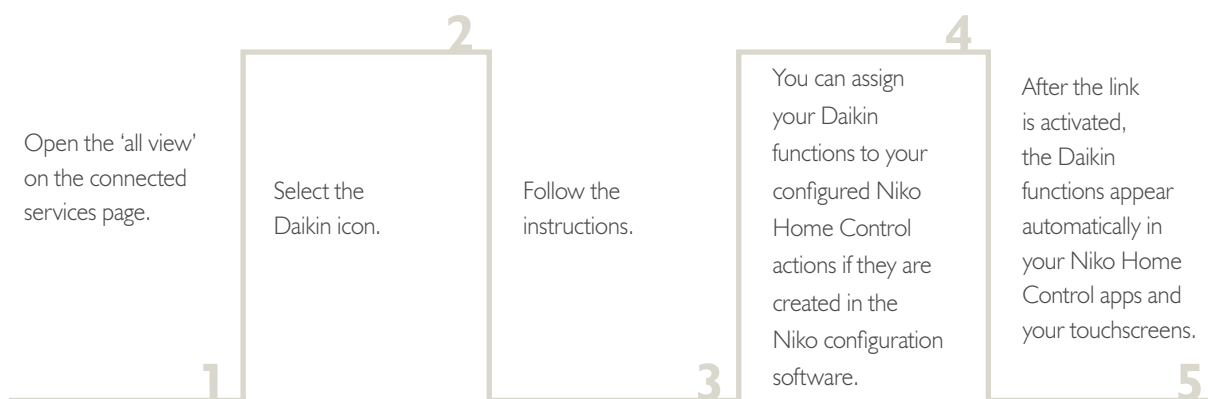 1
Open the ‘all view’
on the connected
services page.
2
Select the
Daikin icon.
3
Follow the
instructions.
4
You can assign
your Daikin
functions to your
configured Niko
Home Control
actions if they are
created in the
Niko configuration
software.
5
After the link
is activated,
the Daikin
functions appear
automatically in
your Niko Home
Control apps and
your touchscreens.